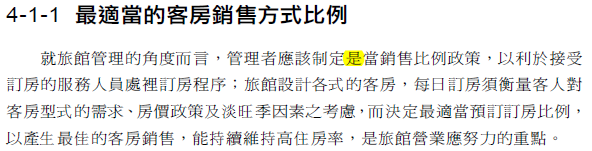 4-1-1 最適當的客房銷售方式比例
就旅館管理的角度而言，管理者應該制定是當銷售比例政策，以利於接受
訂房的服務人員處裡訂房程序；旅館設計各式的客房，每日訂房須衡量客人對
客房型式的需求、房價政策及淡旺季因素之考慮，而決定最適當預訂訂房比例，
以產生最佳的客房銷售，能持續維持高住房率，是旅館營業應努力的重點。